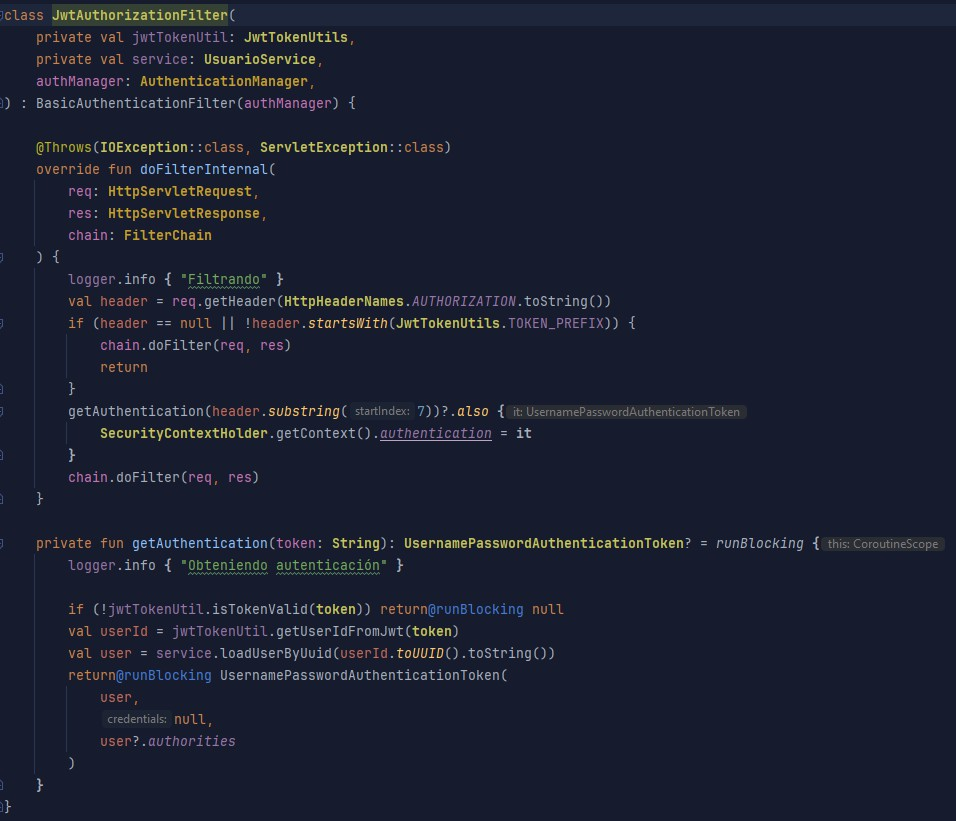 class JwtAuthorizationFilter(
    private val jwtTokenUtil: JwtTokenUtils,
    private val service: UsuarioService,
    authManager: AuthenticationManager,
) : BasicAuthenticationFilter(authManager) {

    @Throws(IOException::class, ServletException::class)
    override fun doFilterInternal(
        req: HttpServletRequest,
        res: HttpServletResponse,
        chain: FilterChain
    ) {
        logger.info { "Filtrando" }
        val header = req.getHeader(HttpHeaderNames.AUTHORIZATION.toString())
        if (header == null || !header.startsWith(JwtTokenUtils.TOKEN_PREFIX)) {
            chain.doFilter(req, res)
            return
        }
        getAuthentication(header.substring( startIndex: 7))?.also { it: UsernamePasswordAuthenticationToken
            SecurityContextHolder.getContext().authentication = it
        }
        chain.doFilter(req, res)
    }

    private fun getAuthentication(token: String): UsernamePasswordAuthenticationToken? = runBlocking { this: CoroutineScope
        logger.info { "Obteniendo autenticación" }

        if (!jwtTokenUtil.isTokenValid(token)) return@runBlocking null
        val userId = jwtTokenUtil.getUserIdFromJwt(token)
        val user = service.loadUserByUuid(userId.toUUID().toString())
        return@runBlocking UsernamePasswordAuthenticationToken(
            user,
            credentials: null,
            user?.authorities
        )
    }
}